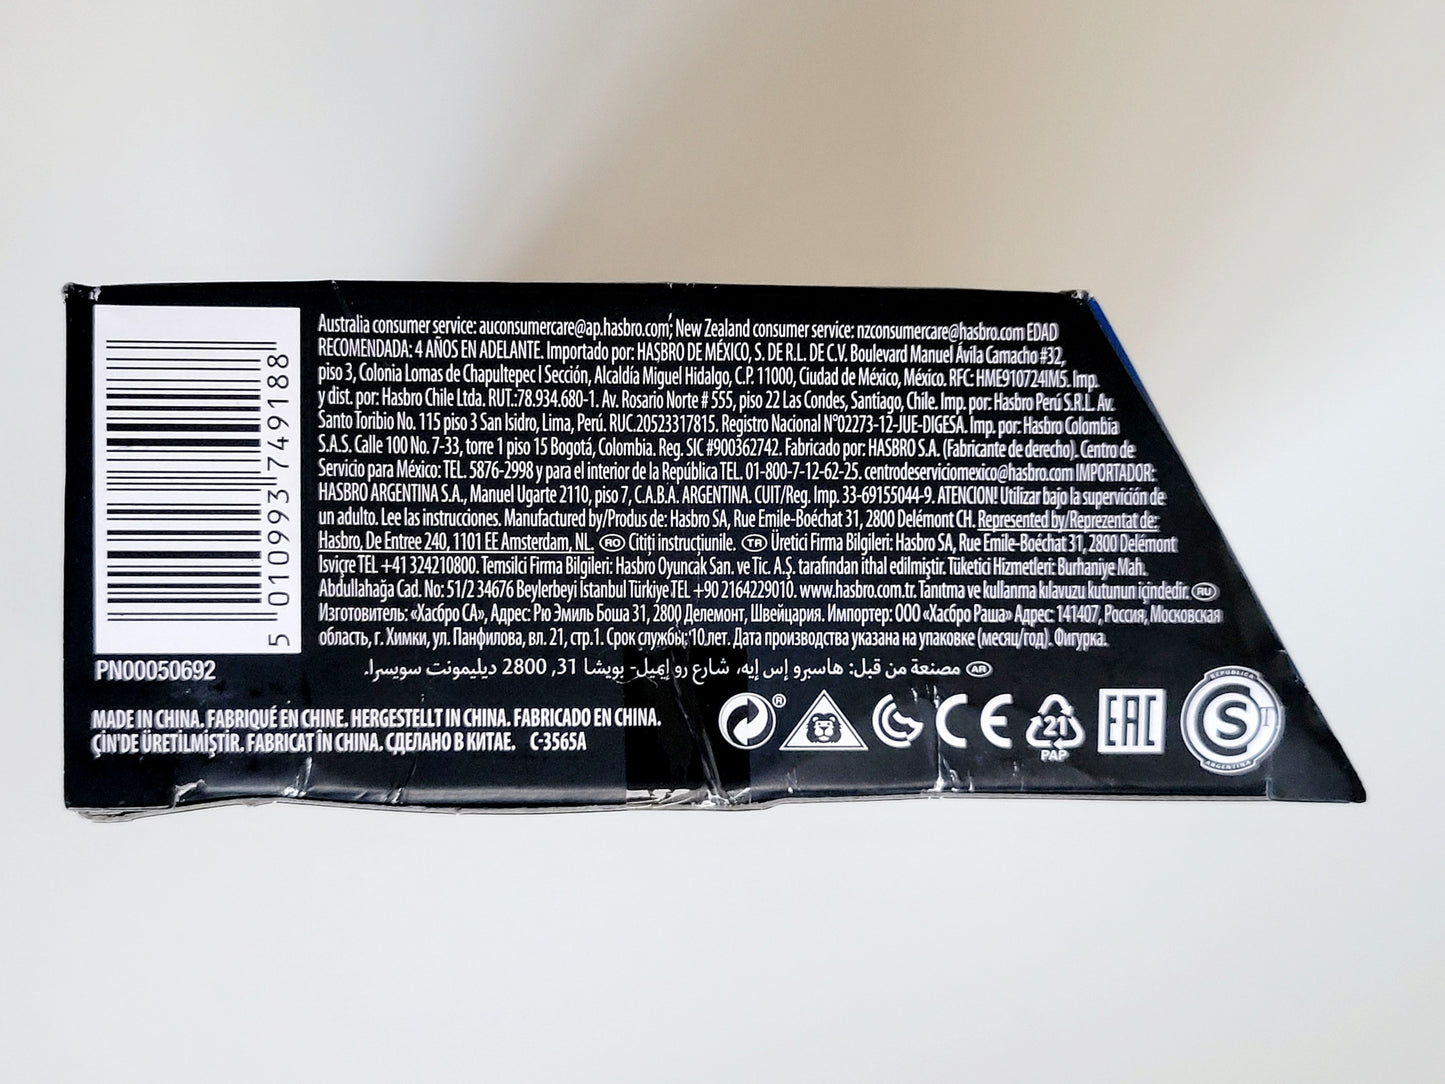 5 010993 749188
PN00050692
Australia consumer service: auconsumercare@ap.hasbro.com; New Zealand consumer service: nzconsumercare@hasbro.com EDAD
RECOMENDADA: 4 AÑOS EN ADELANTE. Importado por: HASBRO DE MÉXICO, S. DE R.L. DE C.V. Boulevard Manuel Ávila Camacho #32,
piso 3, Colonia Lomas de Chapultepec I Sección, Alcaldía Miguel Hidalgo, C.P. 11000, Ciudad de México, México. RFC: HME910724IM5. Imp.
y dist. por: Hasbro Chile Ltda. RUT.:78.934.680-1. Av. Rosario Norte # 555, piso 22 Las Condes, Santiago, Chile. Imp. por: Hasbro Perú S.R.L. Av.
Santo Toribio No. 115 piso 3 San Isidro, Lima, Perú. RUC.20523317815. Registro Nacional N°02273-12-JUE-DIGESA. Imp. por: Hasbro Colombia
S.A.S. Calle 100 No. 7-33, torre 1 piso 15 Bogotá, Colombia. Reg. SIC #900362742. Fabricado por: HASBRO S.A. (Fabricante de derecho). Centro de
Servicio para México: TEL. 5876-2998 y para el interior de la República TEL. 01-800-7-12-62-25. centrodeserviciomexico@hasbro.com IMPORTADOR:
HASBRO ARGENTINA S.A., Manuel Ugarte 2110, piso 7, C.A.B.A. ARGENTINA. CUIT/Reg. Imp. 33-69155044-9. ATENCION! Utilizar bajo la supervición de
un adulto. Lee las instrucciones. Manufactured by/Produs de: Hasbro SA, Rue Emile-Boéchat 31, 2800 Delémont CH. Represented by/Reprezentat de:
Hasbro, De Entree 240, 1101 EE Amsterdam, NL. RO Citiți instrucțiunile. TR Üretici Firma Bilgileri: Hasbro SA, Rue Emile-Boéchat 31, 2800 Delémont
İsviçre TEL +41 324210800. Temsilci Firma Bilgileri: Hasbro Oyuncak San. ve Tic. A.Ş. tarafından ithal edilmiştir. Tüketici Hizmetleri: Burhaniye Mah.
Abdullahağa Cad. No: 51/2 34676 Beylerbeyi İstanbul Türkiye TEL +90 2164229010. www.hasbro.com.tr. Tanıtma ve kullanma kılavuzu kutunun içindedir. RU
Изготовитель: «Хасбро СА», Адрес: Рю Эмиль Боша 31, 2800 Делемонт, Швейцария. Импортер: ООО «Хасбро Раша» Адрес: 141407, Россия, Московская
область, г. Химки, ул. Панфилова, вл. 21, стр.1. Срок службы: 10 лет. Дата производства указана на упаковке (месяц/год). Фигурка.
AR مصنعة من قبل: هاسبرو إس إيه، شارع رو إيميل- بويشا 31, 2800 ديليمونت سويسرا.
MADE IN CHINA. FABRIQUÉ EN CHINE. HERGESTELLT IN CHINA. FABRICADO EN CHINA.
ÇİN'DE ÜRETİLMİŞTİR. FABRICAT ÎN CHINA. СДЕЛАНО В КИТАЕ. C-3565A
®
CE
21
PAP
EAC
REPUBLICA
S
T
ARGENTINA